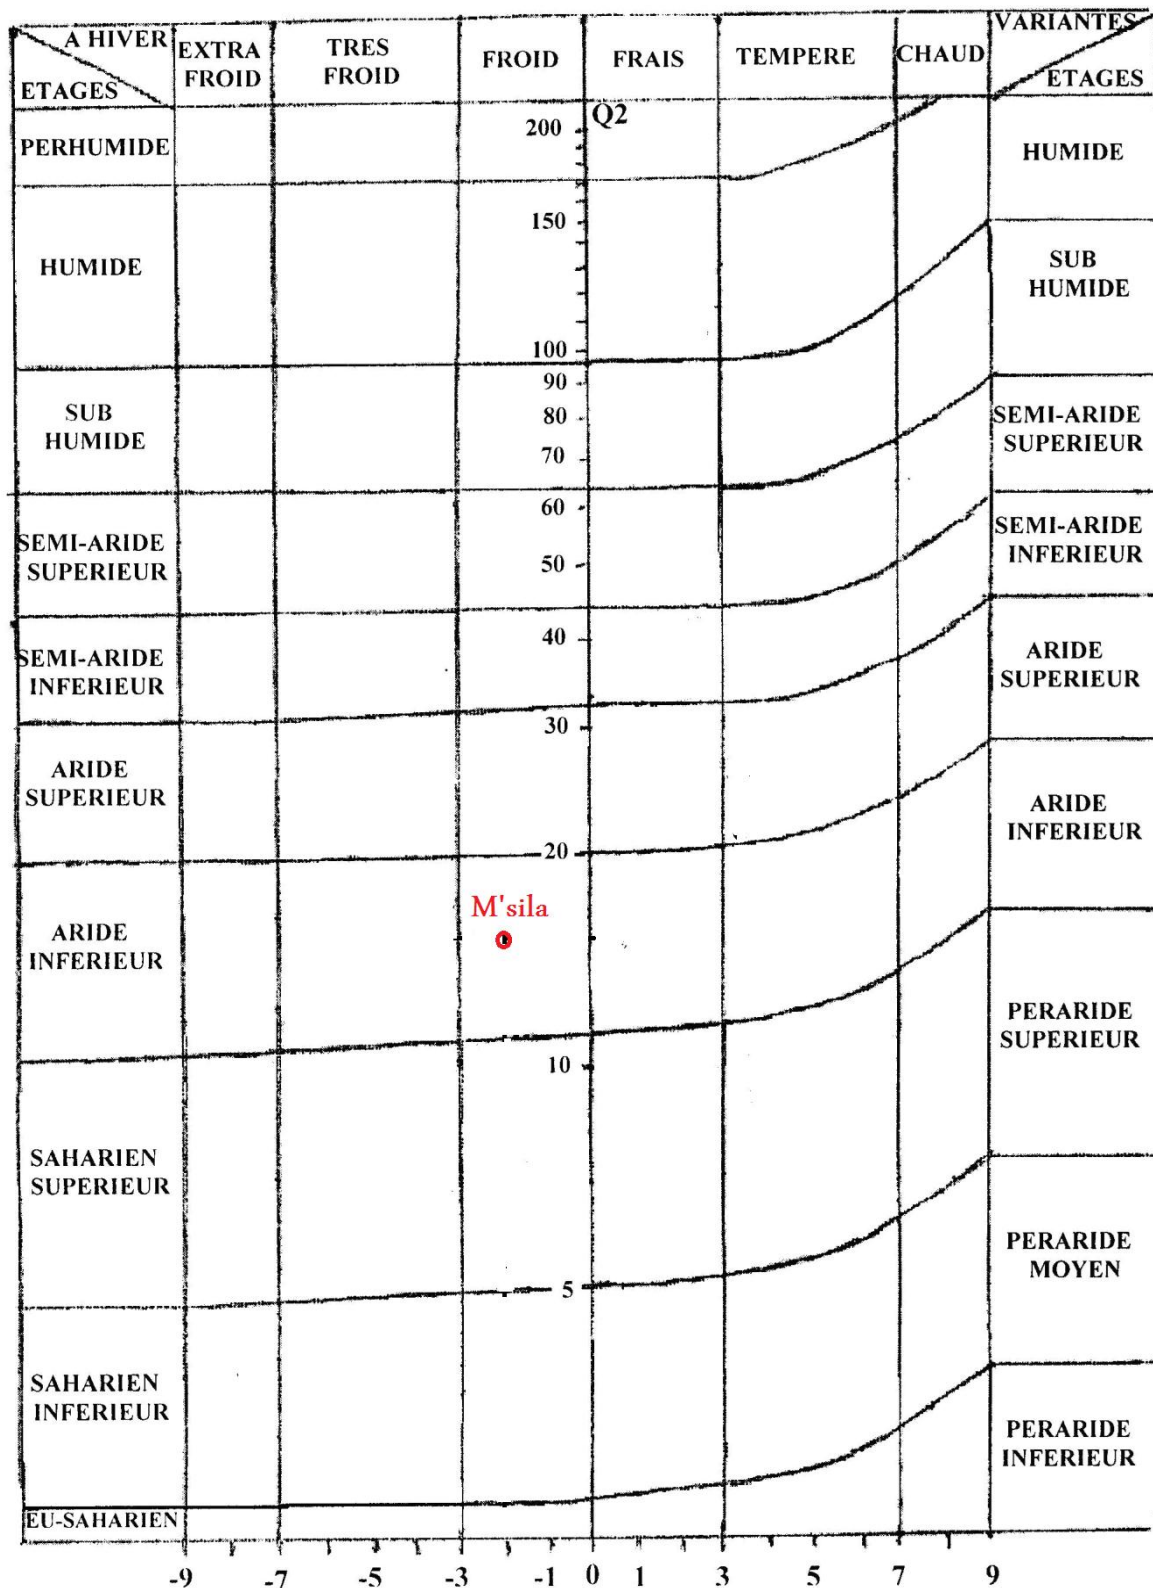 A HIVER
ETAGES
EXTRA
FROID
TRES
FROID
FROID
FRAIS
TEMPERE
CHAUD
VARIANTES
ETAGES
Q2
PERHUMIDE
HUMIDE
SUB
HUMIDE
SEMI-ARIDE
SUPERIEUR
SEMI-ARIDE
INFERIEUR
ARIDE
SUPERIEUR
ARIDE
INFERIEUR
SAHARIEN
SUPERIEUR
SAHARIEN
INFERIEUR
EU-SAHARIEN
200
150
100
90
80
70
60
50
40
30
20
10
5
M'sila
HUMIDE
SUB
HUMIDE
SEMI-ARIDE
SUPERIEUR
SEMI-ARIDE
INFERIEUR
ARIDE
SUPERIEUR
ARIDE
INFERIEUR
PERARIDE
SUPERIEUR
PERARIDE
MOYEN
PERARIDE
INFERIEUR
-9 -7 -5 -3 -1 0 1 3 5 7 9